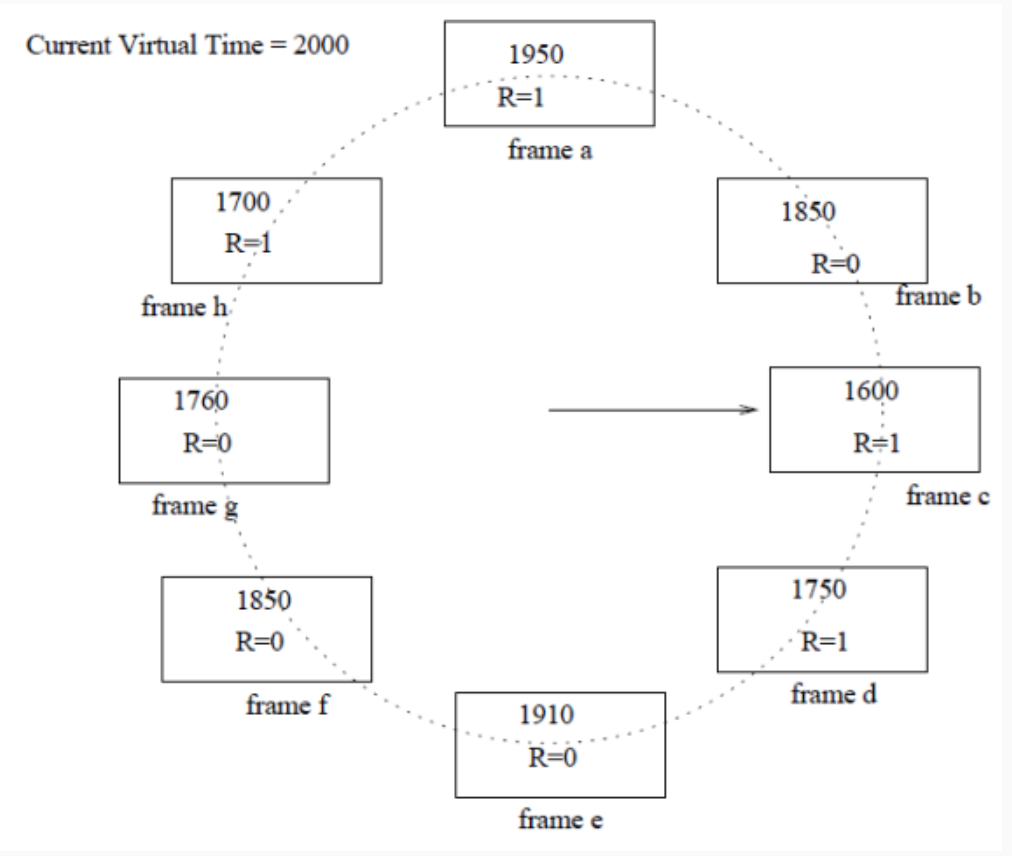 Current Virtual Time = 2000
1950
R=1
frame a
1850
R=0
frame b
1600
R=1
frame c
1750
R=1
frame d
1910
R=0
frame e
1850
R=0
frame f
1760
R=0
frame g
1700
R=1
frame h